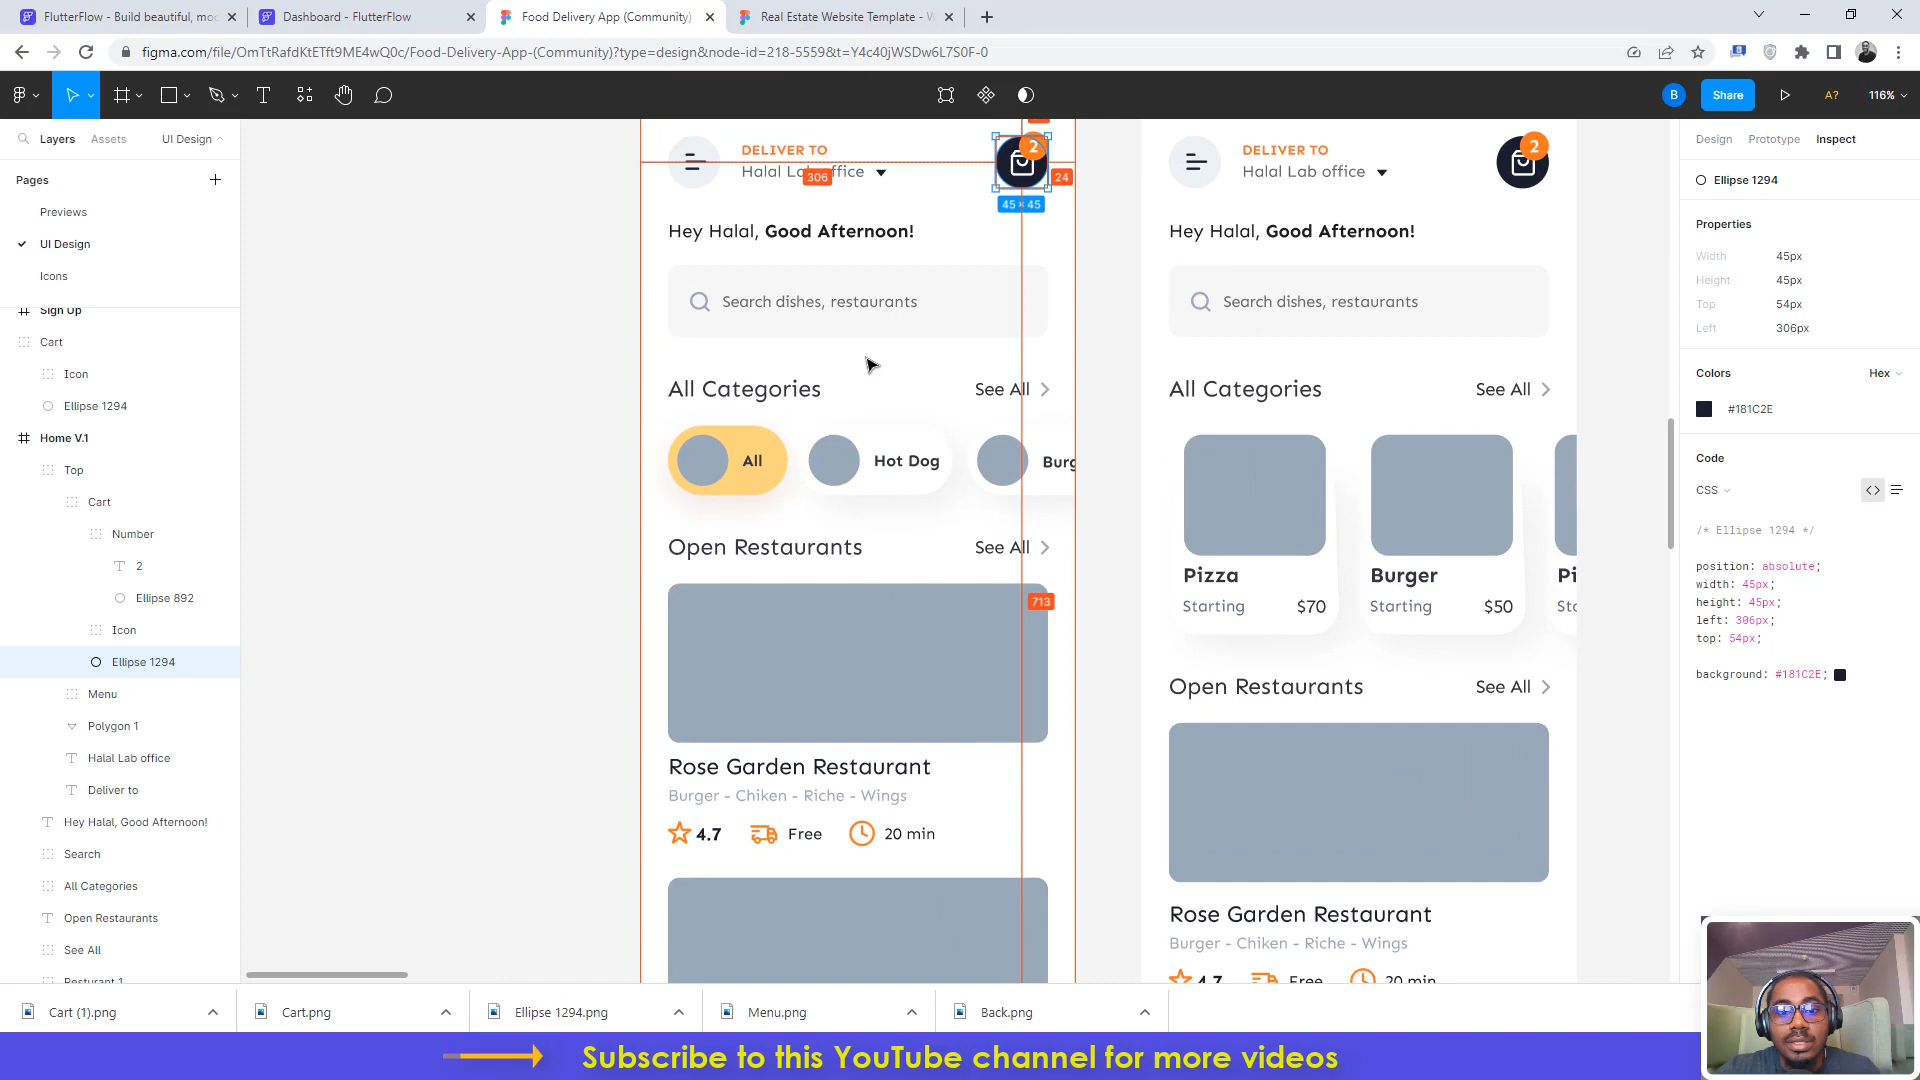 FlutterFlow - Build beautiful, mo
Dashboard - FlutterFlow
Food Delivery App (Community)
Real Estate Website Template - W
figma.com/file/OmTtRafdKtETft9ME4wQ0c/Food-Delivery-App-(Community)?type=design&node-id=218-5559&t=Y4c40jWSDw6L7S0F-0
B
Share
A?
116%
Layers
Assets
UI Design
Pages
Previews
UI Design
Icons
Sign Up
Cart
Icon
Ellipse 1294
Home V.1
Top
Cart
Number
2
Ellipse 892
Icon
Ellipse 1294
Menu
Polygon 1
Halal Lab office
Deliver to
Hey Halal, Good Afternoon!
Search
All Categories
Open Restaurants
See All
Resturant 1
DELIVER TO
Halal Lab office
306
2
24
45 × 45
Hey Halal, Good Afternoon!
Search dishes, restaurants
All Categories
See All
All
Hot Dog
Burg
Open Restaurants
See All
713
Rose Garden Restaurant
Burger - Chiken - Riche - Wings
4.7
Free
20 min
DELIVER TO
Halal Lab office
2
Hey Halal, Good Afternoon!
Search dishes, restaurants
All Categories
See All
Pizza
Starting
$70
Burger
Starting
$50
Pi
Sta
Open Restaurants
See All
Rose Garden Restaurant
Burger - Chiken - Riche - Wings
4.7
Free
20 min
Design
Prototype
Inspect
Ellipse 1294
Properties
Width 45px
Height 45px
Top 54px
Left 306px
Colors
Hex
#181C2E
Code
CSS
/* Ellipse 1294 */
position: absolute;
width: 45px;
height: 45px;
left: 306px;
top: 54px;
background: #181C2E;
Cart (1).png
Cart.png
Ellipse 1294.png
Menu.png
Back.png
Subscribe to this YouTube channel for more videos